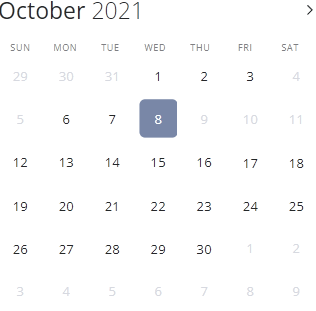 October 2021
SUN MON TUE WED THU FRI SAT
29 30 31 1 2 3 4
5 6 7 8 9 10 11
12 13 14 15 16 17 18
19 20 21 22 23 24 25
26 27 28 29 30 1 2
3 4 5 6 7 8 9